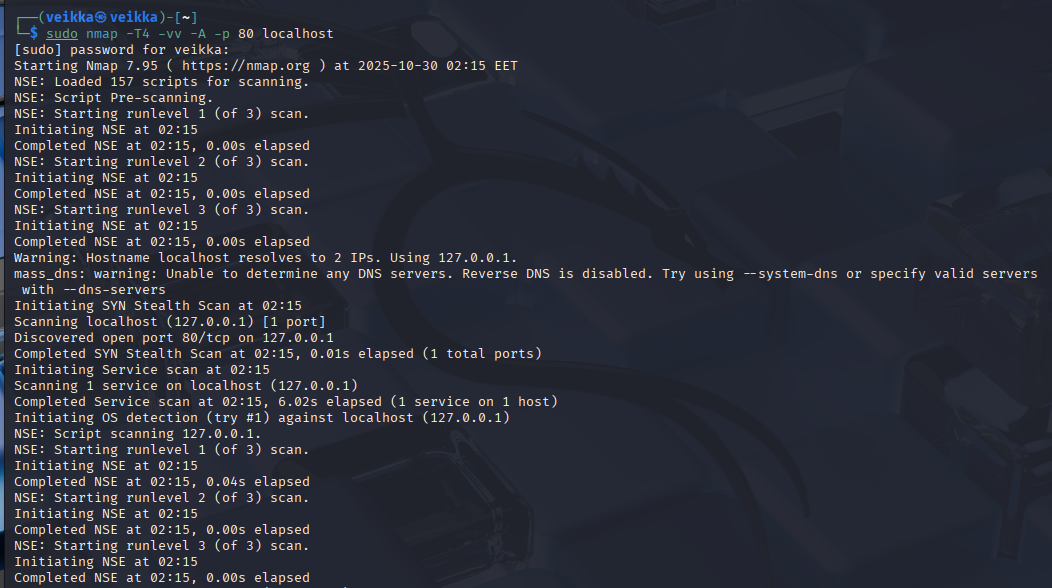 ┌──(veikka㉿veikka)-[~]
└─$ sudo nmap -T4 -vv -A -p 80 localhost
[sudo] password for veikka:
Starting Nmap 7.95 ( https://nmap.org ) at 2025-10-30 02:15 EET
NSE: Loaded 157 scripts for scanning.
NSE: Script Pre-scanning.
NSE: Starting runlevel 1 (of 3) scan.
Initiating NSE at 02:15
Completed NSE at 02:15, 0.00s elapsed
NSE: Starting runlevel 2 (of 3) scan.
Initiating NSE at 02:15
Completed NSE at 02:15, 0.00s elapsed
NSE: Starting runlevel 3 (of 3) scan.
Initiating NSE at 02:15
Completed NSE at 02:15, 0.00s elapsed
Warning: Hostname localhost resolves to 2 IPs. Using 127.0.0.1.
mass_dns: warning: Unable to determine any DNS servers. Reverse DNS is disabled. Try using --system-dns or specify valid servers
with --dns-servers
Initiating SYN Stealth Scan at 02:15
Scanning localhost (127.0.0.1) [1 port]
Discovered open port 80/tcp on 127.0.0.1
Completed SYN Stealth Scan at 02:15, 0.01s elapsed (1 total ports)
Initiating Service scan at 02:15
Scanning 1 service on localhost (127.0.0.1)
Completed Service scan at 02:15, 6.02s elapsed (1 service on 1 host)
Initiating OS detection (try #1) against localhost (127.0.0.1)
NSE: Script scanning 127.0.0.1.
NSE: Starting runlevel 1 (of 3) scan.
Initiating NSE at 02:15
Completed NSE at 02:15, 0.04s elapsed
NSE: Starting runlevel 2 (of 3) scan.
Initiating NSE at 02:15
Completed NSE at 02:15, 0.00s elapsed
NSE: Starting runlevel 3 (of 3) scan.
Initiating NSE at 02:15
Completed NSE at 02:15, 0.00s elapsed